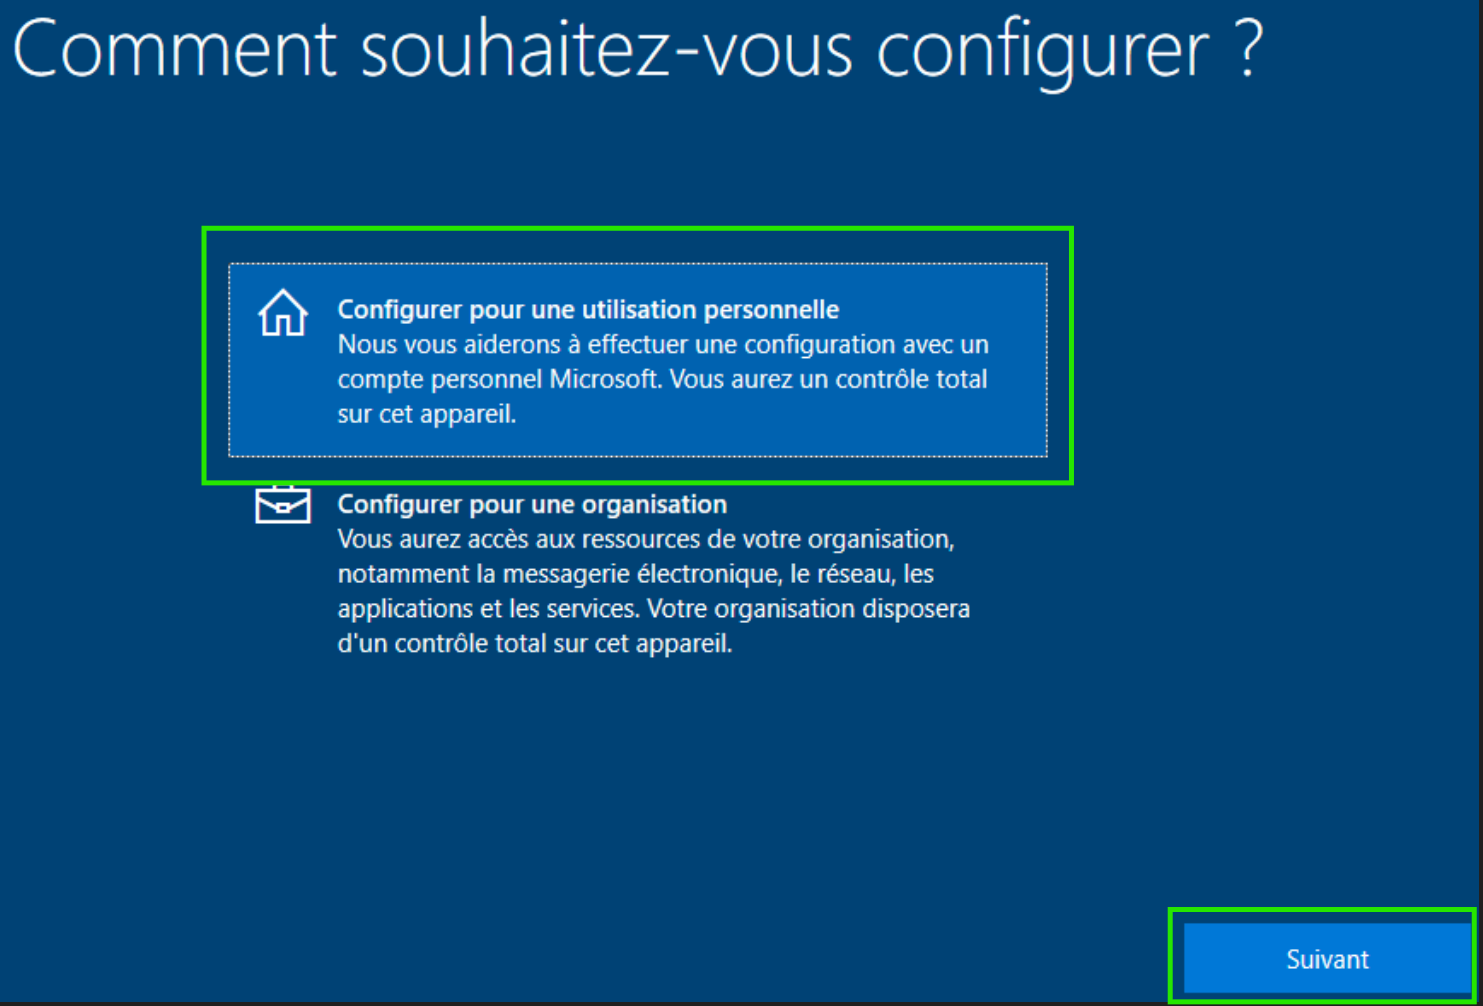 Comment souhaitez-vous configurer ?
Configurer pour une utilisation personnelle
Nous vous aiderons à effectuer une configuration avec un
compte personnel Microsoft. Vous aurez un contrôle total
sur cet appareil.
Configurer pour une organisation
Vous aurez accès aux ressources de votre organisation,
notamment la messagerie électronique, le réseau, les
applications et les services. Votre organisation disposera
d'un contrôle total sur cet appareil.
Suivant